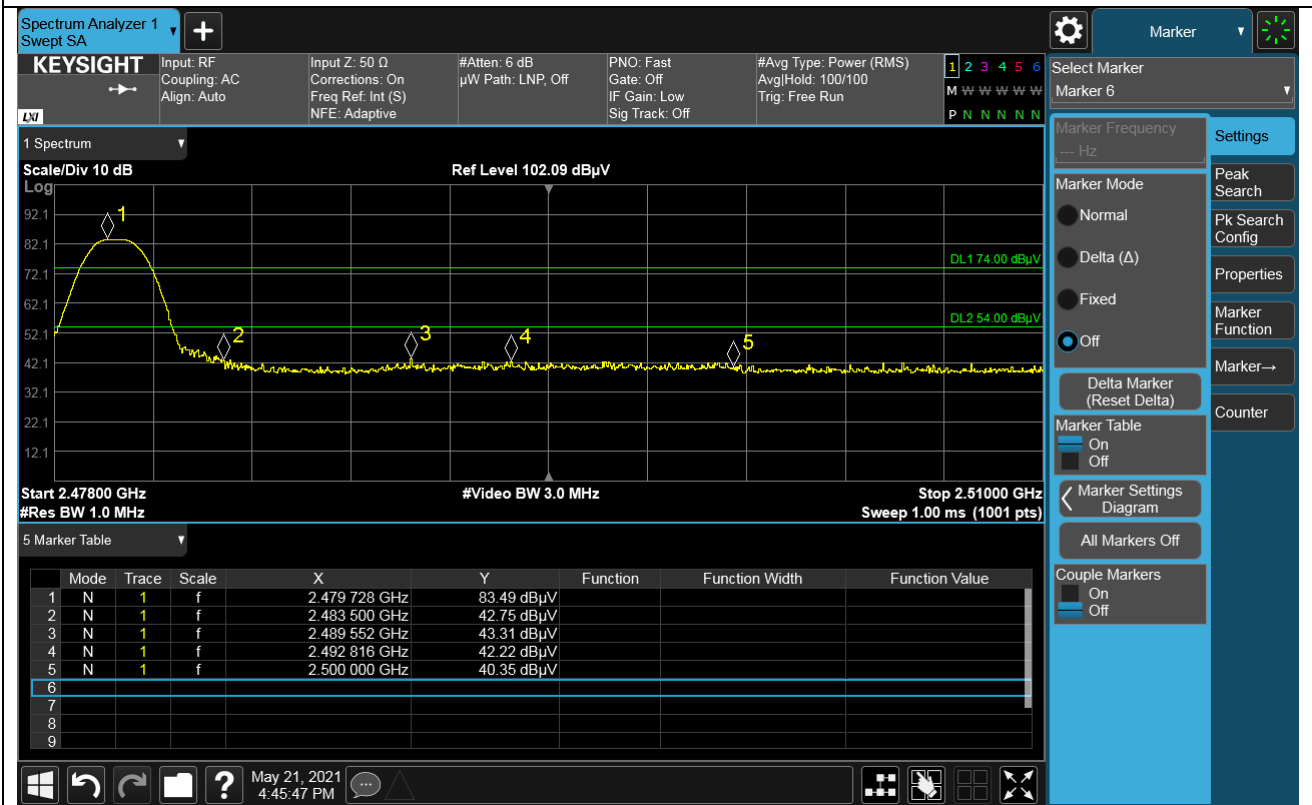 Spectrum Analyzer 1
Swept SA
Marker
KEYSIGHT
LXI
Input: RF
Coupling: AC
Align: Auto
Input Z: 50 Ω
Corrections: On
Freq Ref: Int (S)
NFE: Adaptive
#Atten: 6 dB
µW Path: LNP, Off
PNO: Fast
Gate: Off
IF Gain: Low
Sig Track: Off
#Avg Type: Power (RMS)
Avg|Hold: 100/100
Trig: Free Run
1 2 3 4 5 6
M W W W W W
P N N N N N
Select Marker
Marker 6
1 Spectrum
Scale/Div 10 dB
Ref Level 102.09 dBµV
Log
92.1
82.1
72.1
62.1
52.1
42.1
32.1
22.1
12.1
1
2
3
4
5
DL1 74.00 dBµV
DL2 54.00 dBµV
Start 2.47800 GHz
#Video BW 3.0 MHz
Stop 2.51000 GHz
#Res BW 1.0 MHz
Sweep 1.00 ms (1001 pts)
5 Marker Table
Mode Trace Scale X Y Function Function Width Function Value
1 N 1 f 2.479 728 GHz 83.49 dBµV
2 N 1 f 2.483 500 GHz 42.75 dBµV
3 N 1 f 2.489 552 GHz 43.31 dBµV
4 N 1 f 2.492 816 GHz 42.22 dBµV
5 N 1 f 2.500 000 GHz 40.35 dBµV
6
7
8
9
Marker Frequency
--- Hz
Marker Mode
Normal
Delta (Δ)
Fixed
Off
Delta Marker
(Reset Delta)
Marker Table
On
Off
Marker Settings
Diagram
All Markers Off
Couple Markers
On
Off
Settings
Peak
Search
Pk Search
Config
Properties
Marker
Function
Marker→
Counter
?
May 21, 2021
4:45:47 PM